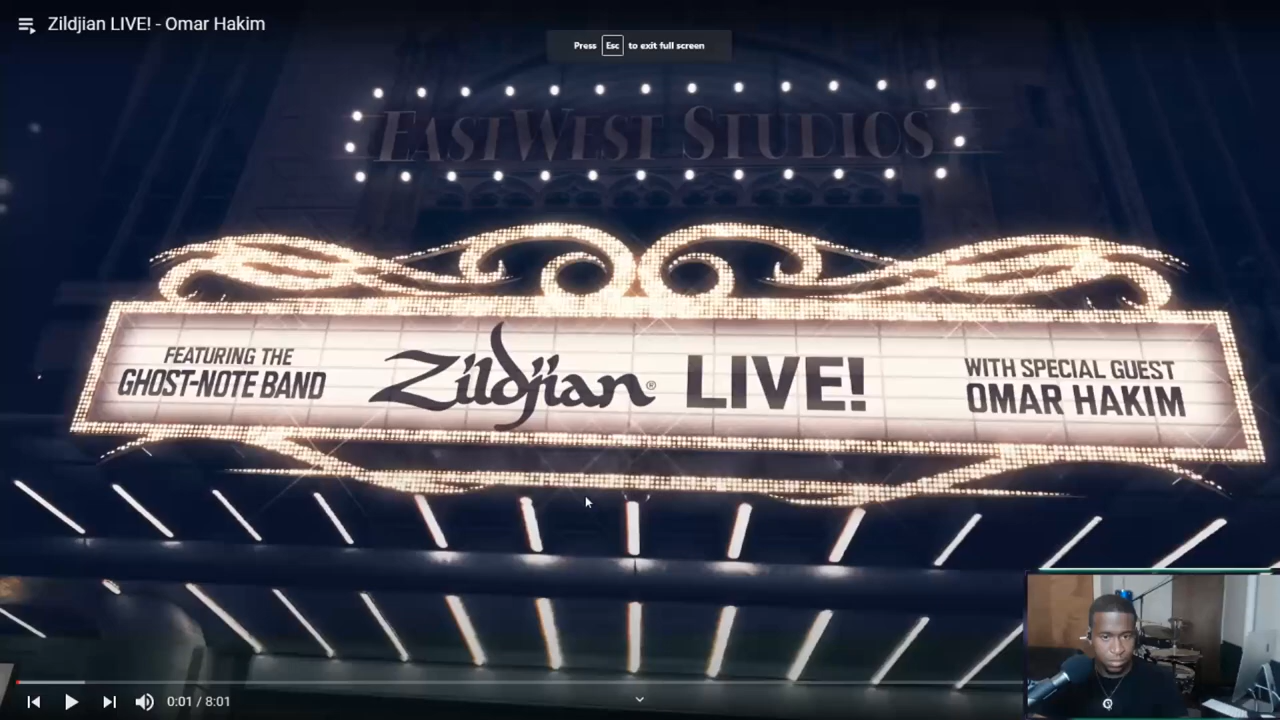 Zildjian LIVE! - Omar Hakim
Press Esc to exit full screen
EASTWEST STUDIOS
FEATURING THE
GHOST-NOTE BAND
Zildjian® LIVE!
WITH SPECIAL GUEST
OMAR HAKIM
0:01 / 8:01